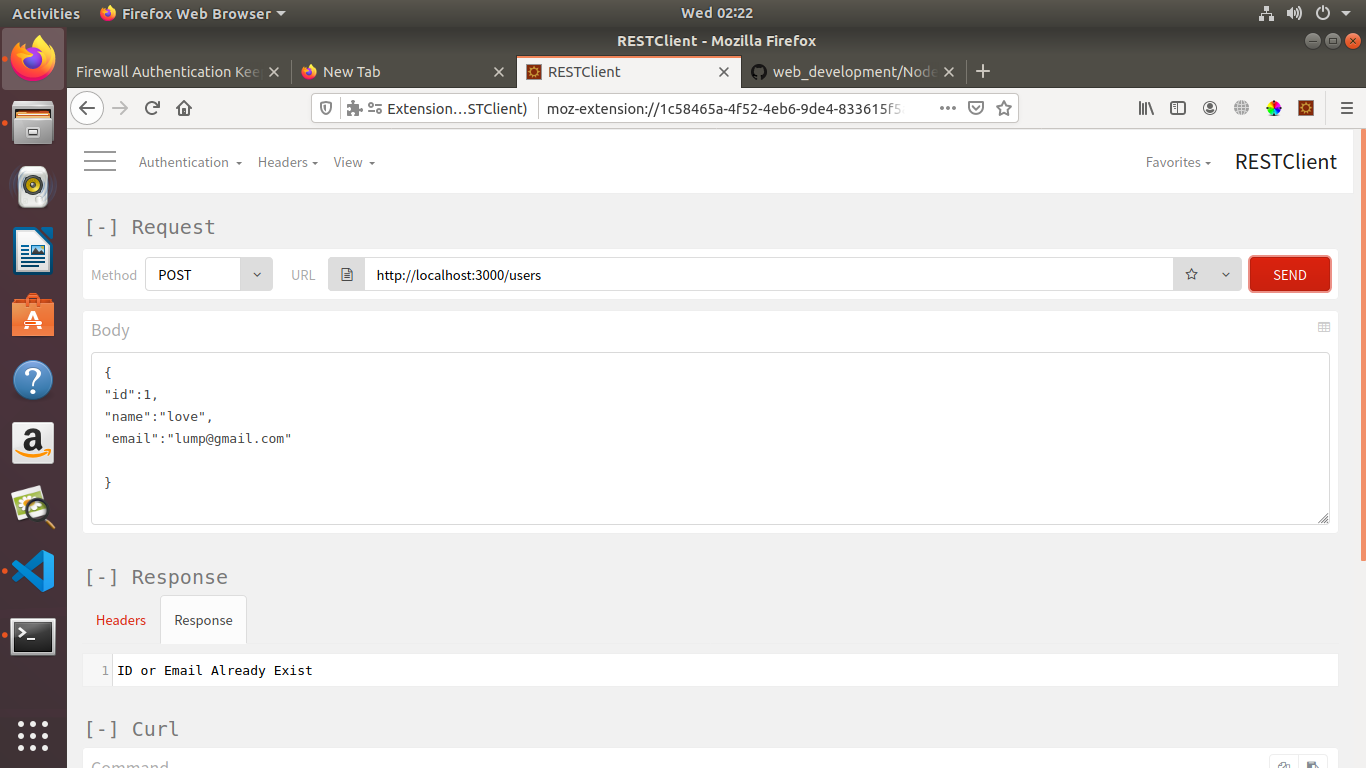 Activities
Firefox Web Browser
Wed 02:22
RESTClient - Mozilla Firefox
Firewall Authentication Kee
New Tab
RESTClient
web_development/Node
Extension…STClient)
moz-extension://1c58465a-4f52-4eb6-9de4-833615f5
Authentication
Headers
View
Favorites
RESTClient
[-] Request
Method
POST
URL
http://localhost:3000/users
SEND
Body
{
"id":1,
"name":"love",
"email":"lump@gmail.com"
}
[-] Response
Headers
Response
1
ID or Email Already Exist
[-] Curl
Command